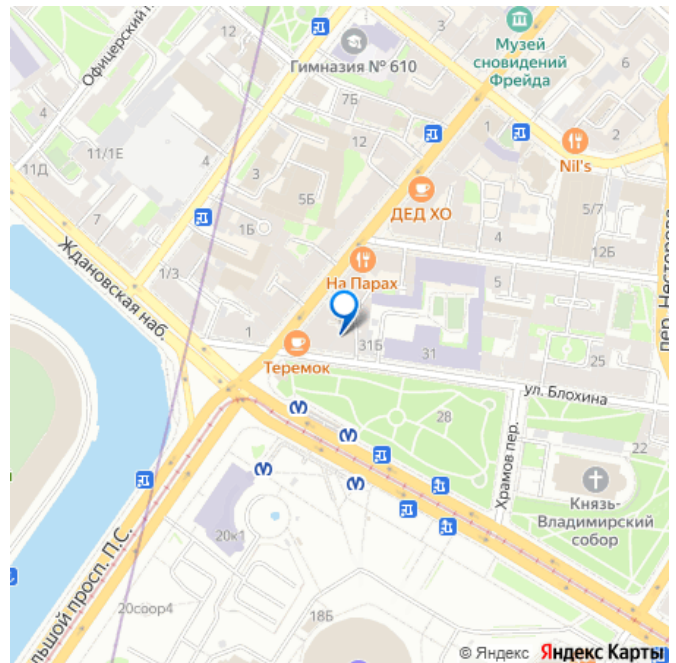 Офицерский п
Гимназия № 610
Музей
сновидений
Фрейда
6
4
7Б
12
1
2
Nil's
11/1Е
4
11Д
3
5Б
ДЕД ХО
5/7
7
1Б
12Б
пер. Нестерова
Ждановская наб.
1/3
На Парах
5
1
31Б
31
25
Теремок
ул. Блохина
28
22
Храмов пер.
Князь-
Владимирский
собор
20к1
льшой просп. П.С.
20соор4
18Б
© Яндекс Яндекс Карты